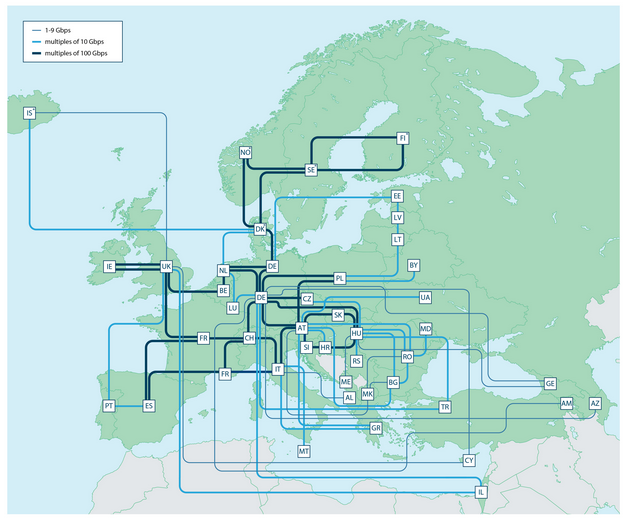 1-9 Gbps
multiples of 10 Gbps
multiples of 100 Gbps
IS
NO
FI
SE
EE
LV
DK
LT
IE
UK
NL
DE
BY
PL
BE
LU
DE
CZ
UA
SK
AT
HU
MD
FR
CH
SI
HR
RS
RO
FR
IT
ME
BG
GE
AL
MK
PT
ES
TR
AM
AZ
GR
MT
CY
IL